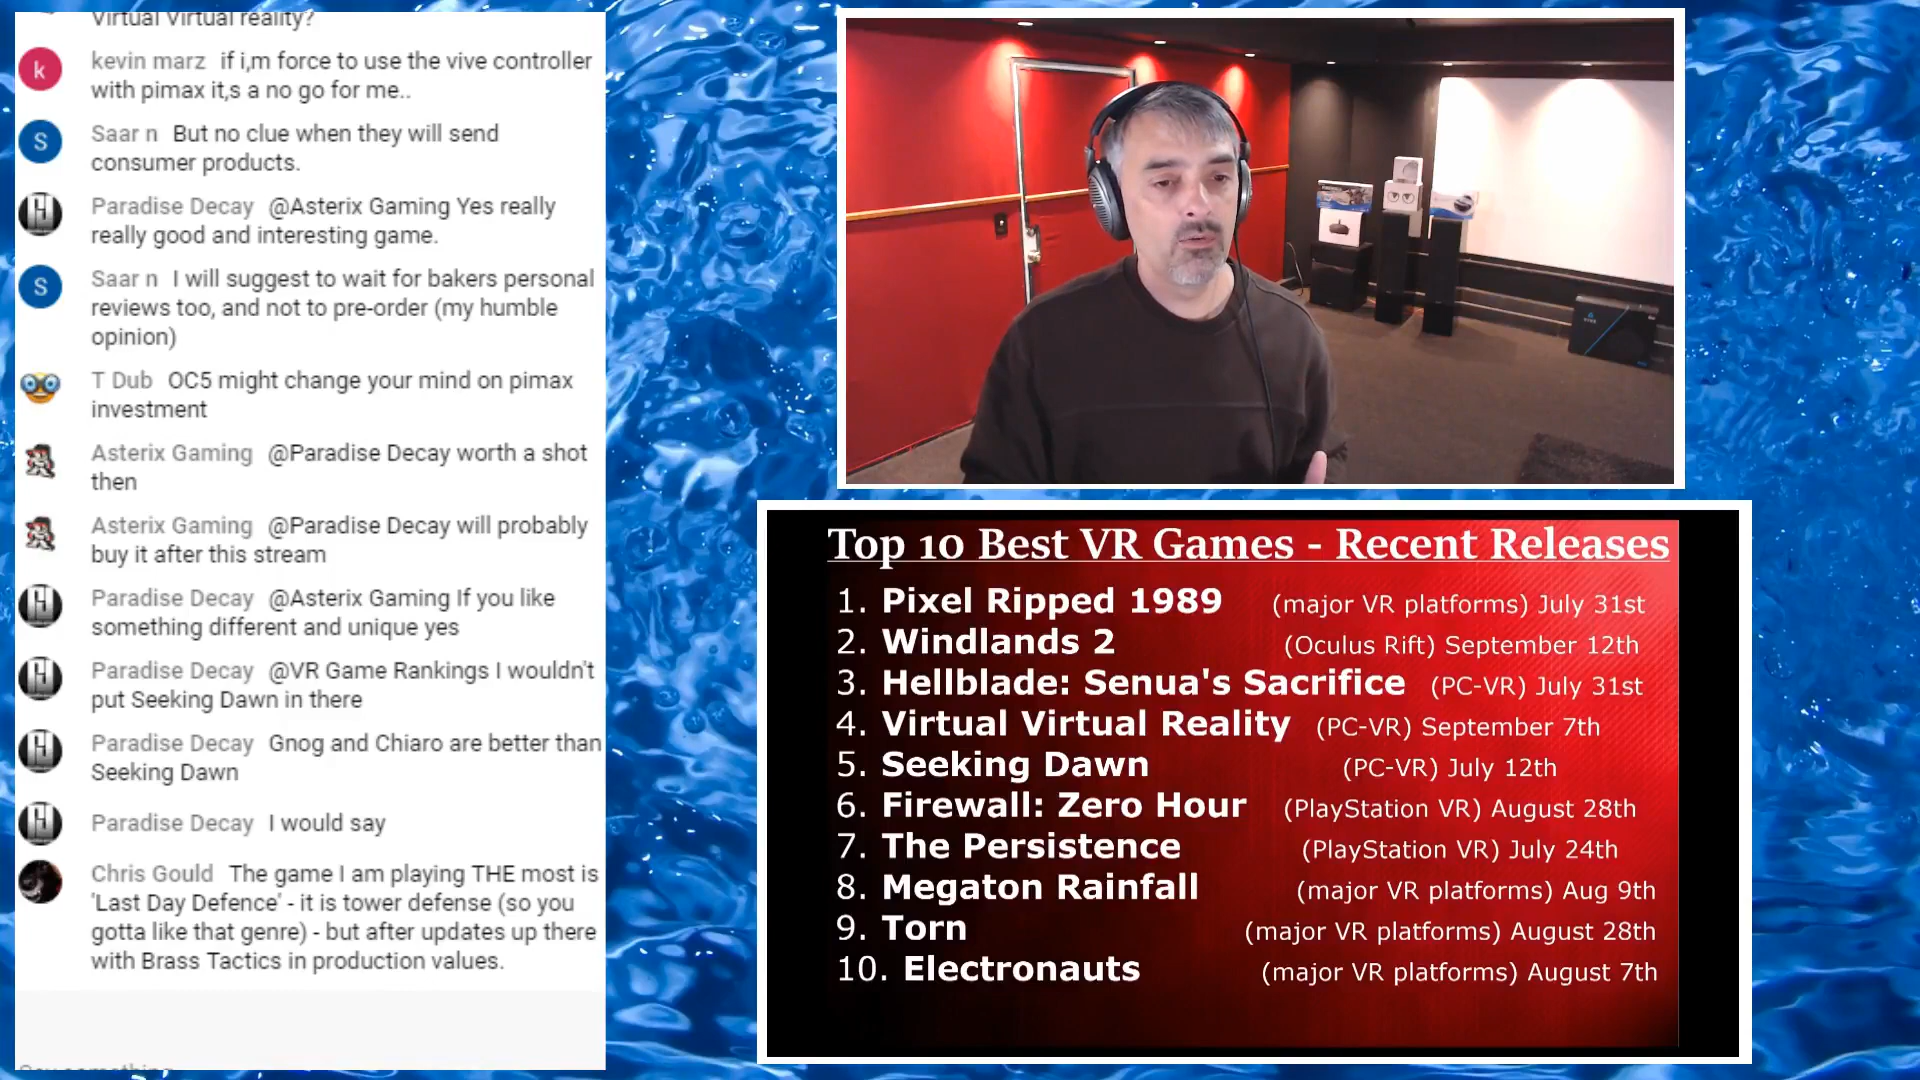 Virtual Virtual reality?
k
kevin marz if i,m force to use the vive controller
with pimax it,s a no go for me..
S
Saar n But no clue when they will send
consumer products.
Paradise Decay @Asterix Gaming Yes really
really good and interesting game.
S
Saar n I will suggest to wait for bakers personal
reviews too, and not to pre-order (my humble
opinion)
T Dub OC5 might change your mind on pimax
investment
Asterix Gaming @Paradise Decay worth a shot
then
Asterix Gaming @Paradise Decay will probably
buy it after this stream
Paradise Decay @Asterix Gaming If you like
something different and unique yes
Paradise Decay @VR Game Rankings I wouldn't
put Seeking Dawn in there
Paradise Decay Gnog and Chiaro are better than
Seeking Dawn
Paradise Decay I would say
Chris Gould The game I am playing THE most is
'Last Day Defence' - it is tower defense (so you
gotta like that genre) - but after updates up there
with Brass Tactics in production values.
Say something
Top 10 Best VR Games - Recent Releases
1. Pixel Ripped 1989 (major VR platforms) July 31st
2. Windlands 2 (Oculus Rift) September 12th
3. Hellblade: Senua's Sacrifice (PC-VR) July 31st
4. Virtual Virtual Reality (PC-VR) September 7th
5. Seeking Dawn (PC-VR) July 12th
6. Firewall: Zero Hour (PlayStation VR) August 28th
7. The Persistence (PlayStation VR) July 24th
8. Megaton Rainfall (major VR platforms) Aug 9th
9. Torn (major VR platforms) August 28th
10. Electronauts (major VR platforms) August 7th